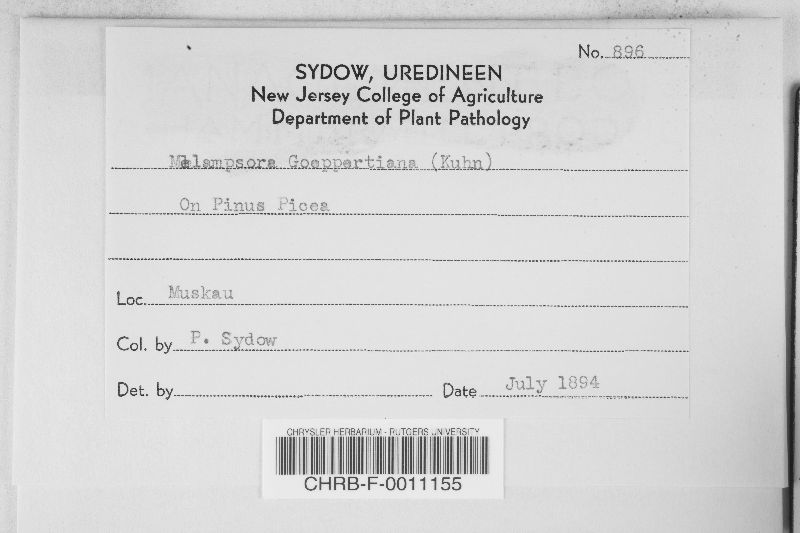 No. 896
SYDOW, UREDINEEN
New Jersey College of Agriculture
Department of Plant Pathology
Melampsora Goeppertiana (Kuhn)
On Pinus Picea
Loc. Muskau
Col. by P. Sydow
Det. by
Date July 1894
CHRYSLER HERBARIUM - RUTGERS UNIVERSITY
CHRB-F-0011155